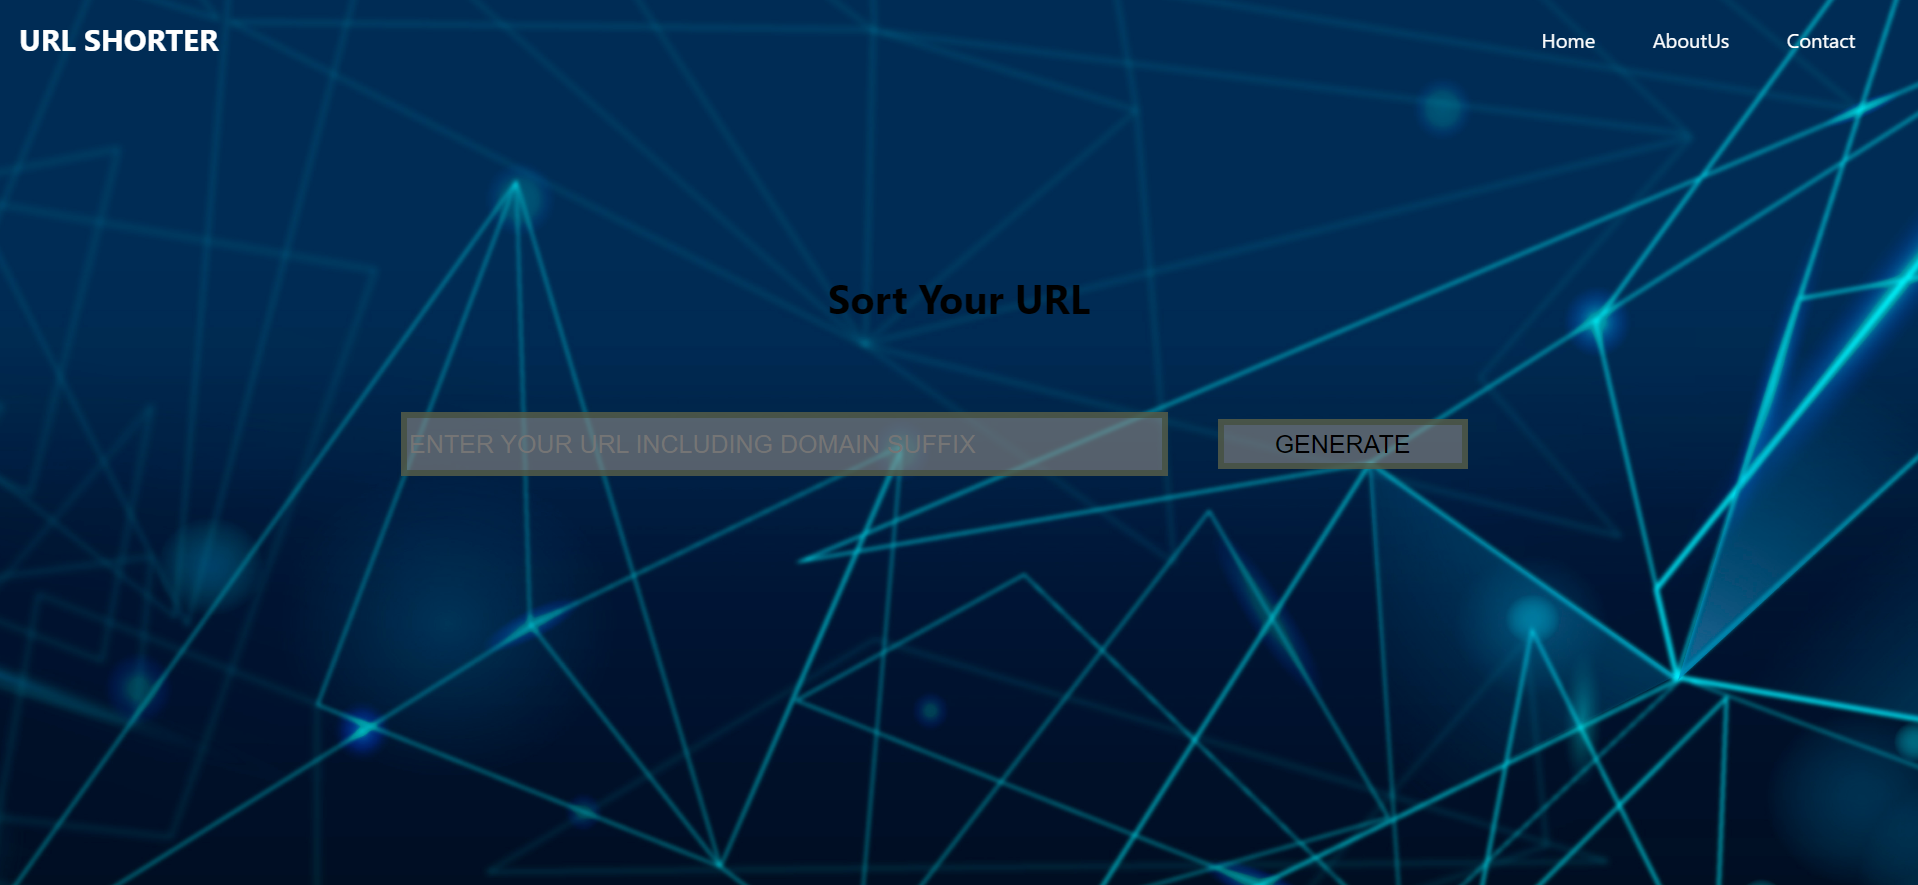 URL SHORTER
Home
AboutUs
Contact
Sort Your URL
ENTER YOUR URL INCLUDING DOMAIN SUFFIX
GENERATE